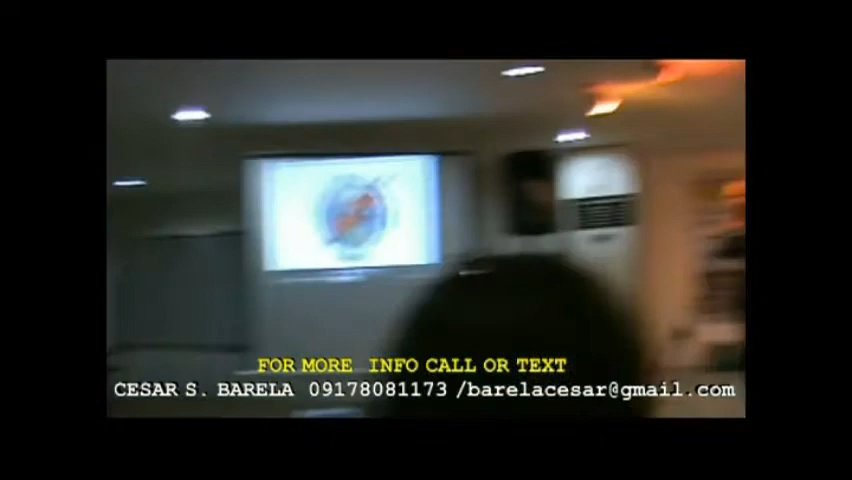 FOR MORE INFO CALL OR TEXT
CESAR S. BARELA 09178081173 /barelacesar@gmail.com